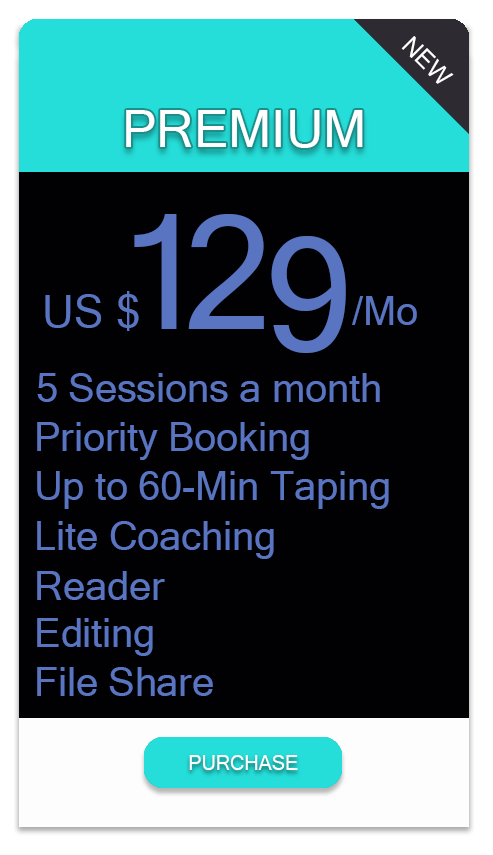 NEW
PREMIUM
US $129/Mo
5 Sessions a month
Priority Booking
Up to 60-Min Taping
Lite Coaching
Reader
Editing
File Share
PURCHASE